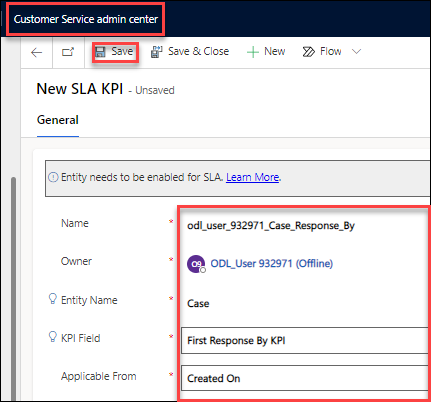 Customer Service admin center
Save Save & Close New Flow
New SLA KPI - Unsaved
General
Entity needs to be enabled for SLA. Learn More.
Name * odl_user_932971_Case_Response_By
Owner * O9 ODL_User 932971 (Offline)
Entity Name * Case
KPI Field * First Response By KPI
Applicable From * Created On